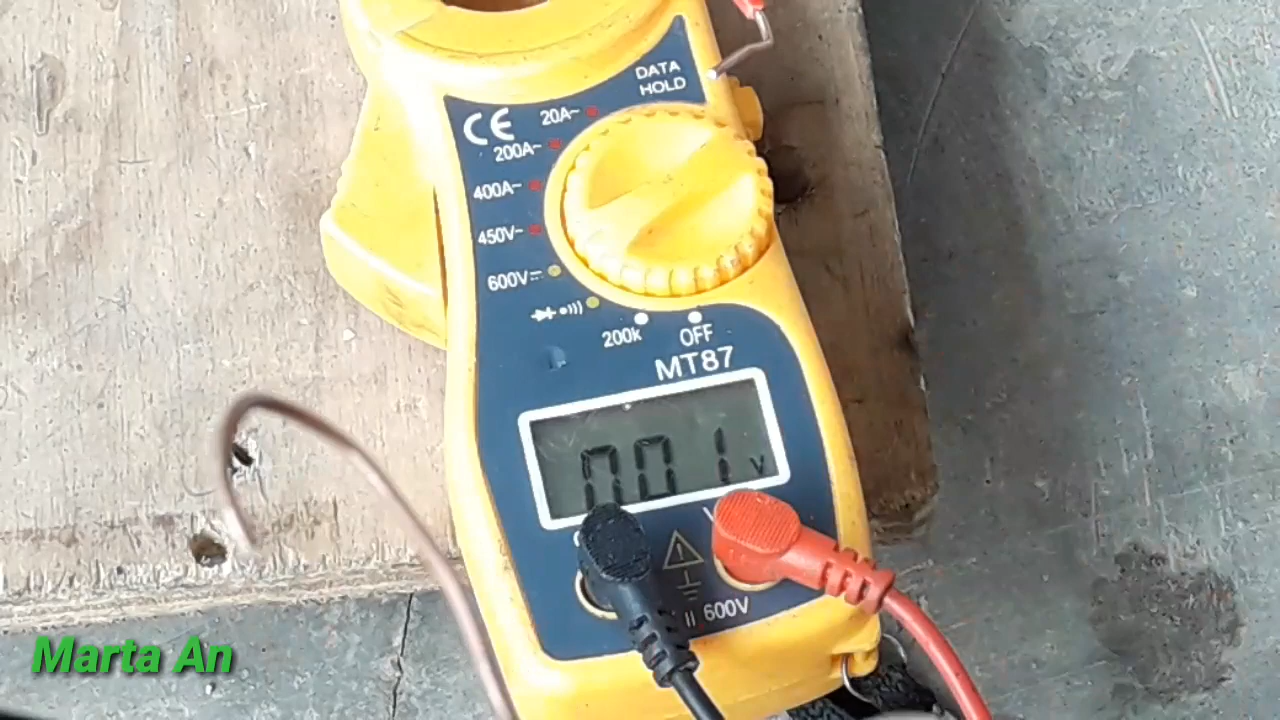 DATA
HOLD
CE
20A~
200A~
400A~
450V~
600V⎓
200k
OFF
MT87
001 V
600V
Marta An